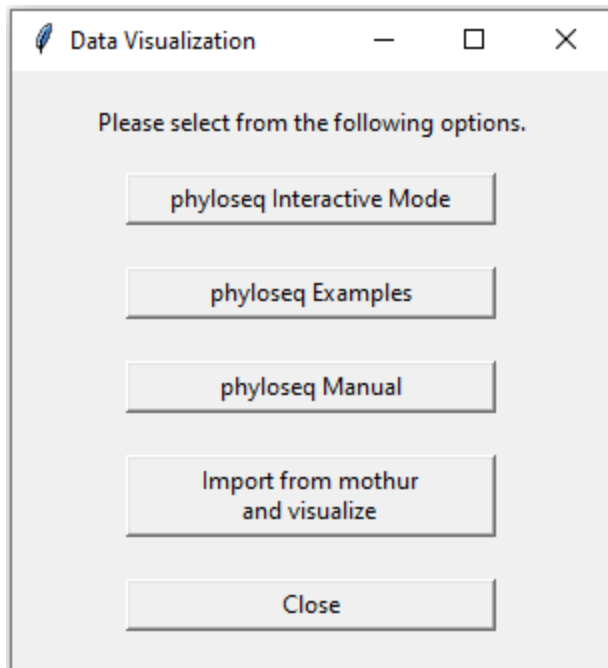 Data Visualization
Please select from the following options.
phyloseq Interactive Mode
phyloseq Examples
phyloseq Manual
Import from mothur
and visualize
Close